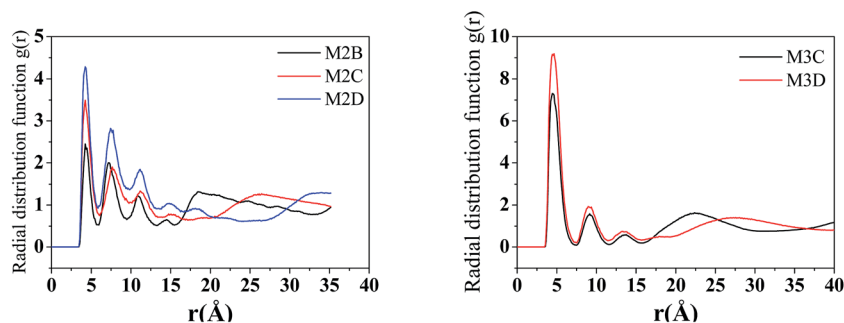 Radial distribution function g(r)
5
4
3
2
1
0
M2B
M2C
M2D
0 5 10 15 20 25 30 35 40
r(Å)
Radial distribution function g(r)
10
8
6
4
2
0
M3C
M3D
0 5 10 15 20 25 30 35 40
r(Å)